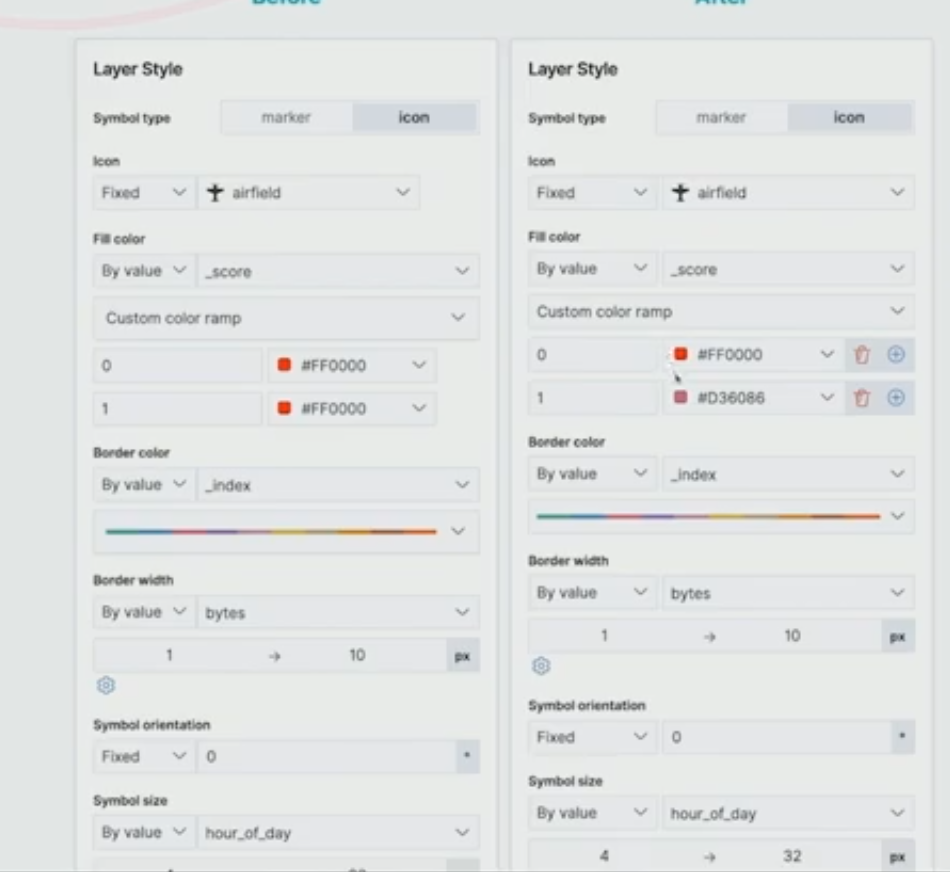 Before
After
Layer Style
Symbol type marker icon
Icon
Fixed airfield
Fill color
By value _score
Custom color ramp
0 #FF0000
1 #FF0000
Border color
By value _index
Border width
By value bytes
1 → 10 px
Symbol orientation
Fixed 0 °
Symbol size
By value hour_of_day
Layer Style
Symbol type marker icon
Icon
Fixed airfield
Fill color
By value _score
Custom color ramp
0 #FF0000
1 #D36086
Border color
By value _index
Border width
By value bytes
1 → 10 px
Symbol orientation
Fixed 0 °
Symbol size
By value hour_of_day
4 → 32 px